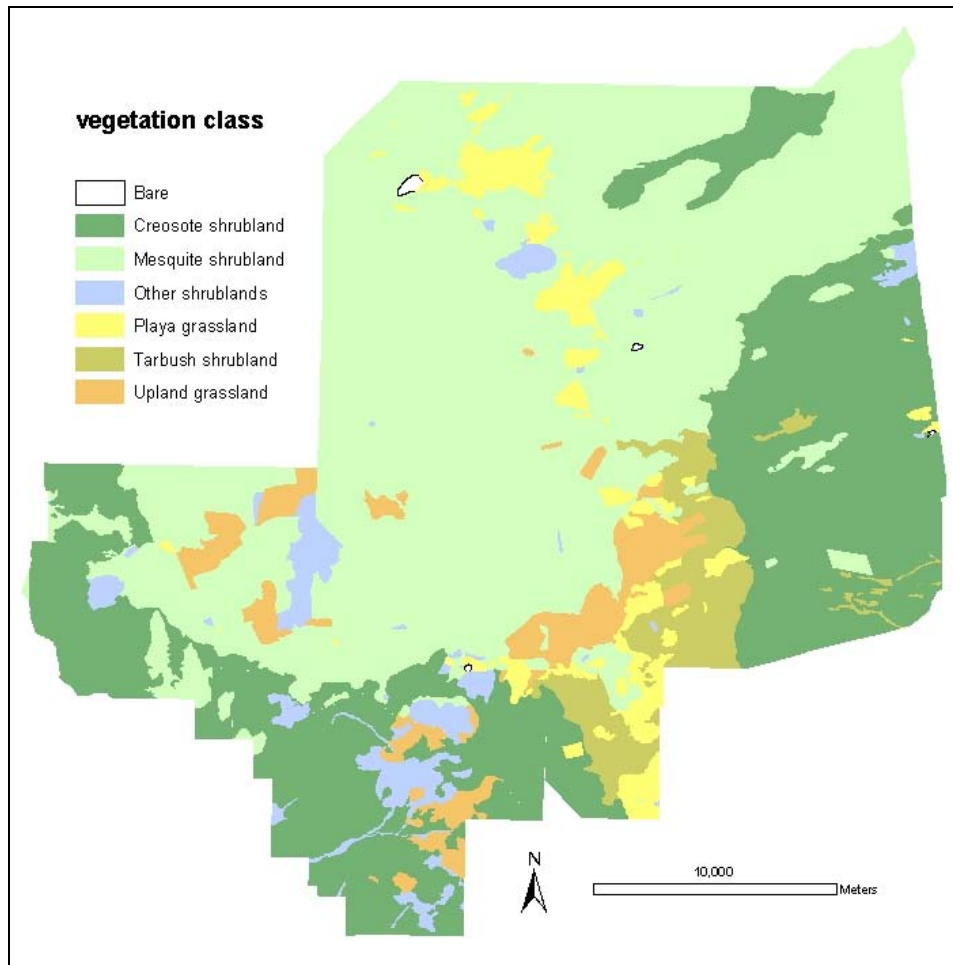 vegetation class
Bare
Creosote shrubland
Mesquite shrubland
Other shrublands
Playa grassland
Tarbush shrubland
Upland grassland
N
10,000
Meters